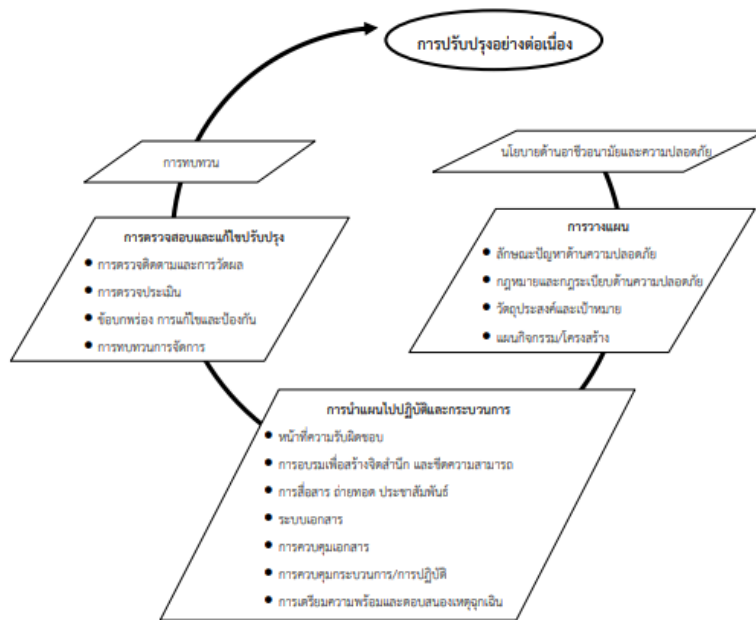 การปรับปรุงอย่างต่อเนื่อง
การทบทวน
นโยบายด้านอาชีวอนามัยและความปลอดภัย
การตรวจสอบและแก้ไขปรับปรุง
● การตรวจติดตามและการวัดผล
● การตรวจประเมิน
● ข้อบกพร่อง การแก้ไขและป้องกัน
● การทบทวนการจัดการ
การวางแผน
● ลักษณะปัญหาด้านความปลอดภัย
● กฎหมายและกฎระเบียบด้านความปลอดภัย
● วัตถุประสงค์และเป้าหมาย
● แผนกิจกรรม/โครงสร้าง
การนำแผนไปปฏิบัติและกระบวนการ
● หน้าที่ความรับผิดชอบ
● การอบรมเพื่อสร้างจิตสำนึก และขีดความสามารถ
● การสื่อสาร ถ่ายทอด ประชาสัมพันธ์
● ระบบเอกสาร
● การควบคุมเอกสาร
● การควบคุมกระบวนการ/การปฏิบัติ
● การเตรียมความพร้อมและตอบสนองเหตุฉุกเฉิน